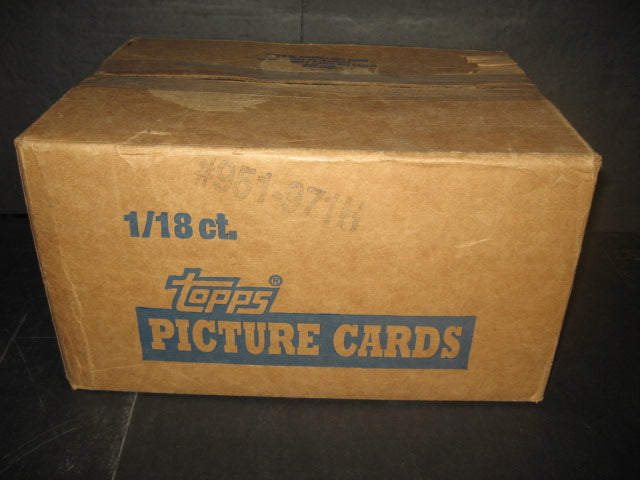 #951-371H
1/18 ct.
topps®
PICTURE CARDS